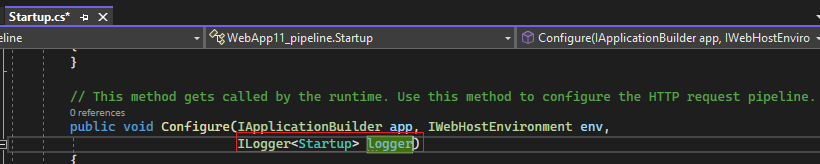 Startup.cs*
eline
WebApp11_pipeline.Startup
Configure(IApplicationBuilder app, IWebHostEnviro
}
// This method gets called by the runtime. Use this method to configure the HTTP request pipeline.
0 references
public void Configure(IApplicationBuilder app, IWebHostEnvironment env,
ILogger<Startup> logger)
{